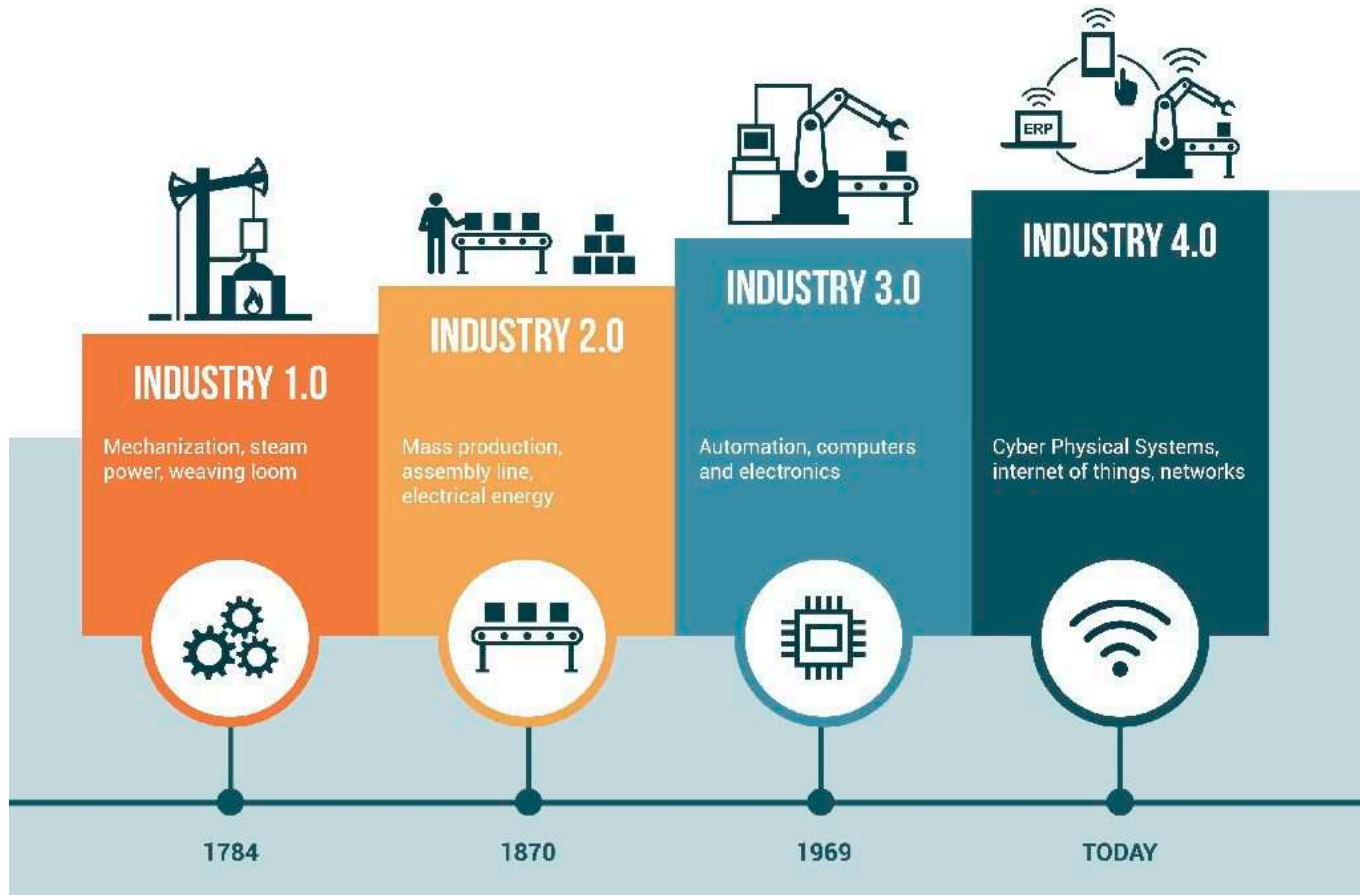 ERP
INDUSTRY 1.0
Mechanization, steam
power, weaving loom
INDUSTRY 2.0
Mass production,
assembly line,
electrical energy
INDUSTRY 3.0
Automation, computers
and electronics
INDUSTRY 4.0
Cyber Physical Systems,
internet of things, networks
1784
1870
1969
TODAY